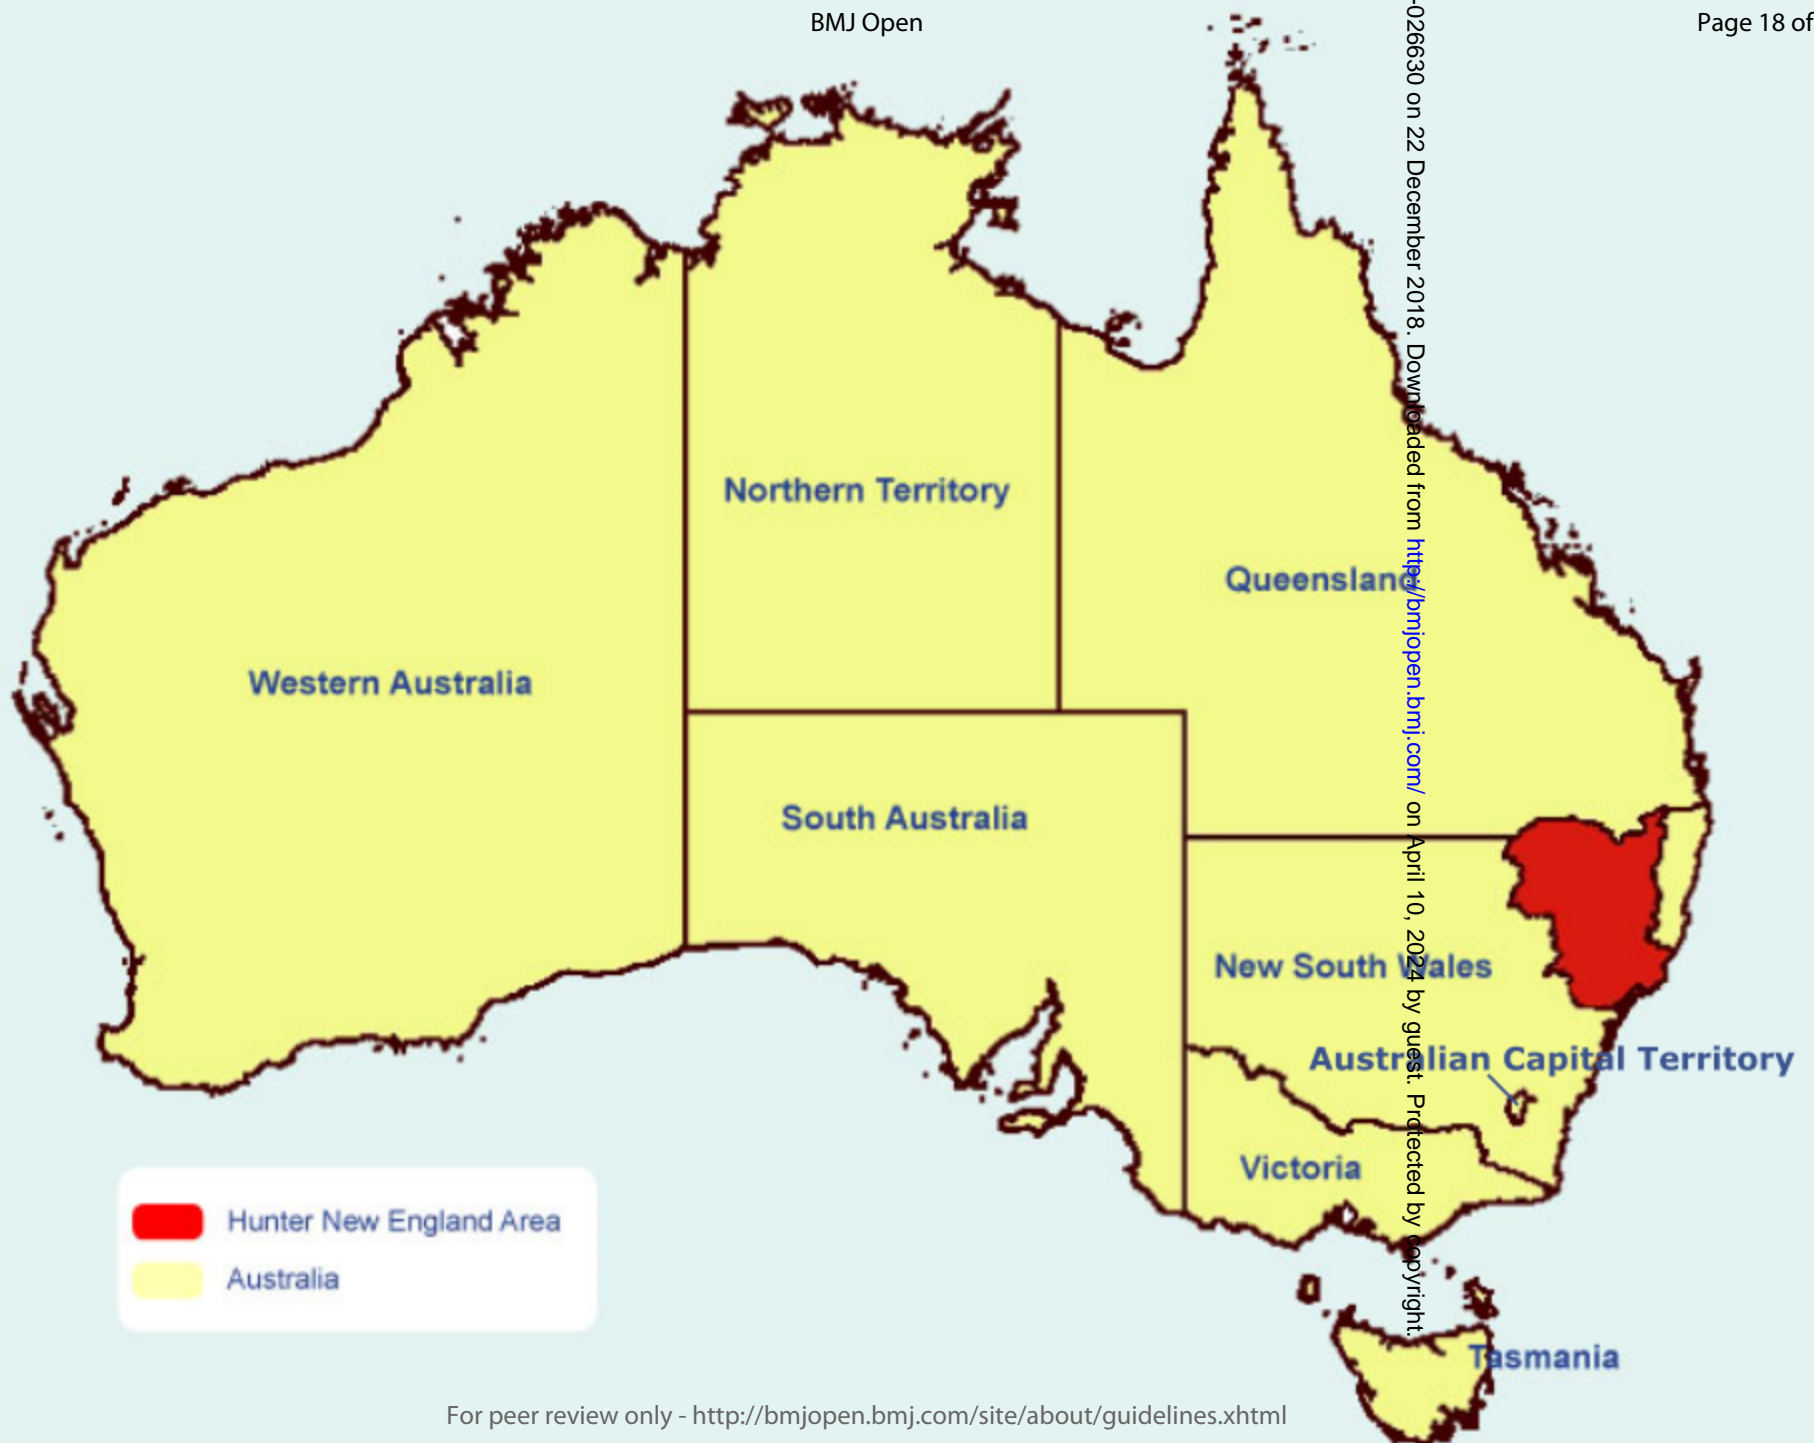 BMJ Open
Page 18 of
-026630 on 22 December 2018. Downloaded from http://bmjopen.bmj.com/ on April 10, 2024 by guest. Protected by copyright.
Northern Territory
Queensland
Western Australia
South Australia
New South Wales
Australian Capital Territory
Victoria
Hunter New England Area
Australia
Tasmania
For peer review only - http://bmjopen.bmj.com/site/about/guidelines.xhtml